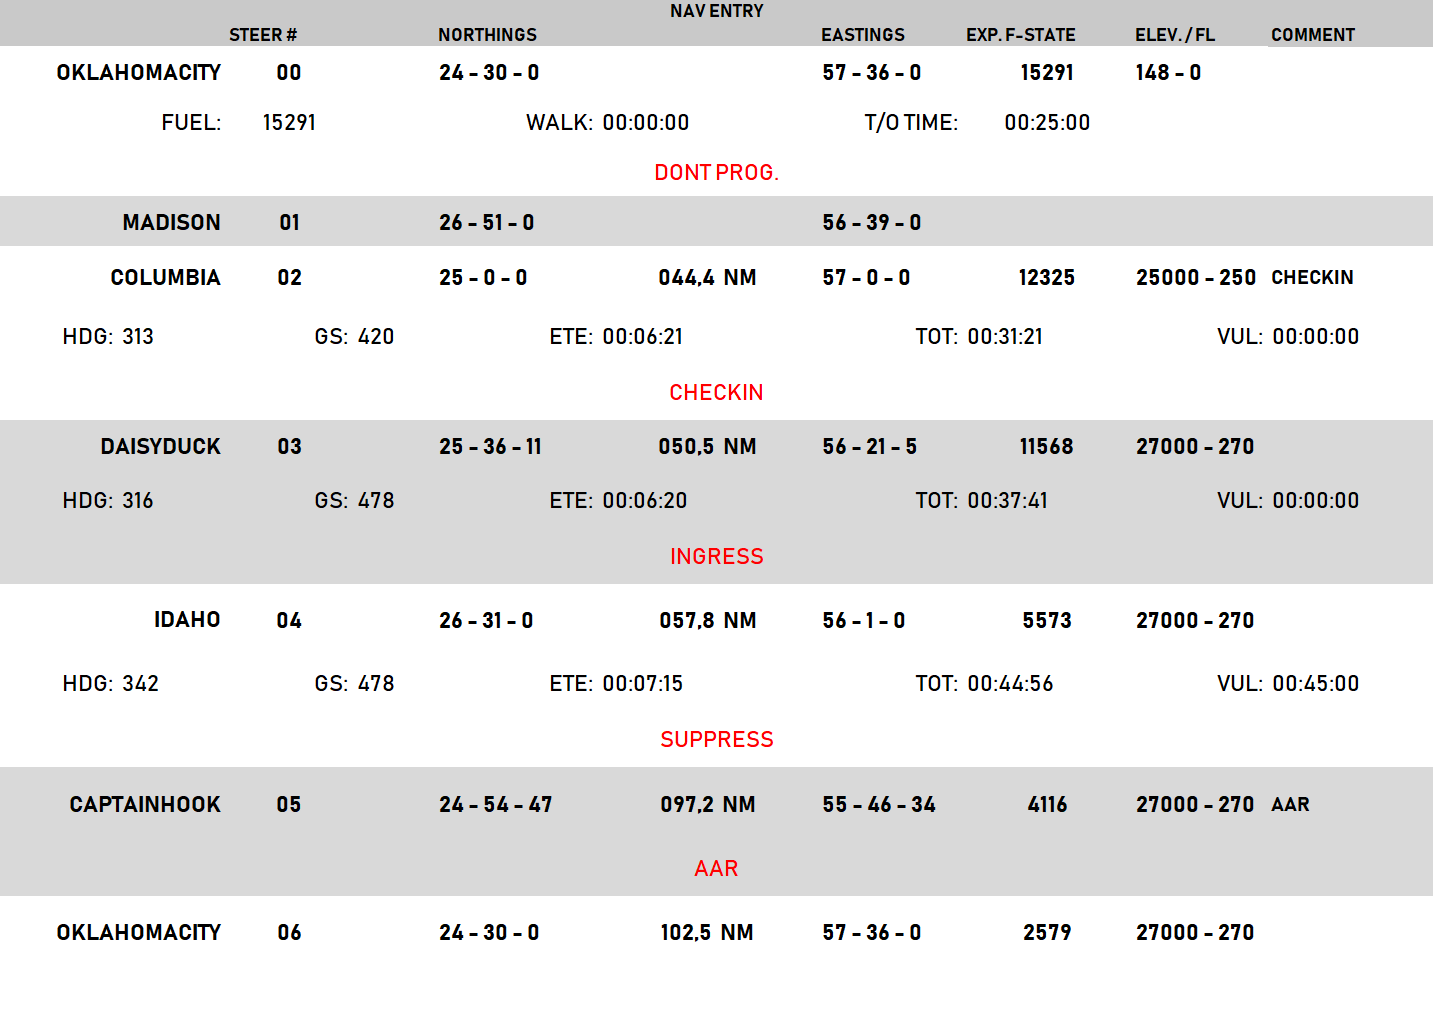 NAV ENTRY
STEER # NORTHINGS EASTINGS EXP. F-STATE ELEV. / FL COMMENT
OKLAHOMACITY 00 24 - 30 - 0 57 - 36 - 0 15291 148 - 0
FUEL: 15291 WALK: 00:00:00 T/O TIME: 00:25:00
DONT PROG.
MADISON 01 26 - 51 - 0 56 - 39 - 0
COLUMBIA 02 25 - 0 - 0 044,4 NM 57 - 0 - 0 12325 25000 - 250 CHECKIN
HDG: 313 GS: 420 ETE: 00:06:21 TOT: 00:31:21 VUL: 00:00:00
CHECKIN
DAISYDUCK 03 25 - 36 - 11 050,5 NM 56 - 21 - 5 11568 27000 - 270
HDG: 316 GS: 478 ETE: 00:06:20 TOT: 00:37:41 VUL: 00:00:00
INGRESS
IDAHO 04 26 - 31 - 0 057,8 NM 56 - 1 - 0 5573 27000 - 270
HDG: 342 GS: 478 ETE: 00:07:15 TOT: 00:44:56 VUL: 00:45:00
SUPPRESS
CAPTAINHOOK 05 24 - 54 - 47 097,2 NM 55 - 46 - 34 4116 27000 - 270 AAR
AAR
OKLAHOMACITY 06 24 - 30 - 0 102,5 NM 57 - 36 - 0 2579 27000 - 270